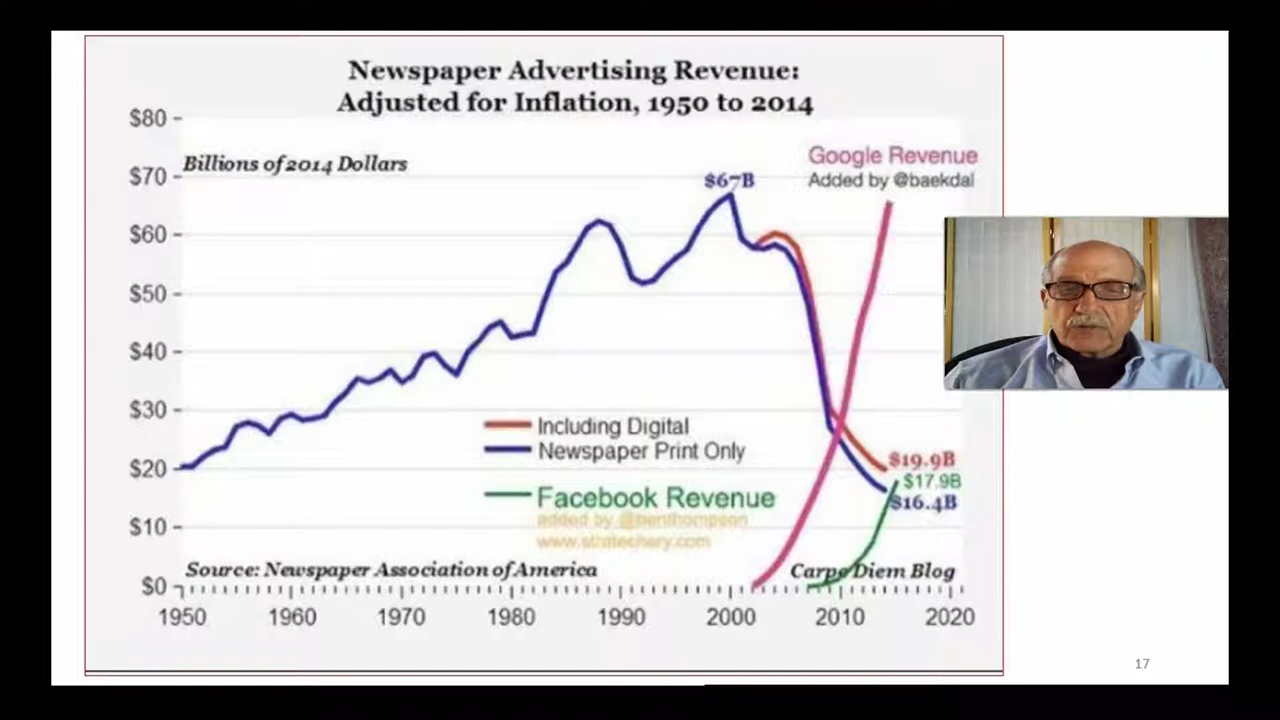 Newspaper Advertising Revenue:
Adjusted for Inflation, 1950 to 2014
$80
Billions of 2014 Dollars
$70
$67B
Google Revenue
Added by @baekdal
$60
$50
$40
$30
Including Digital
Newspaper Print Only
$20
$19.9B
$17.9B
$16.4B
Facebook Revenue
added by @benthompson
www.stratechery.com
$10
Source: Newspaper Association of America
Carpe Diem Blog
$0
1950 1960 1970 1980 1990 2000 2010 2020
17